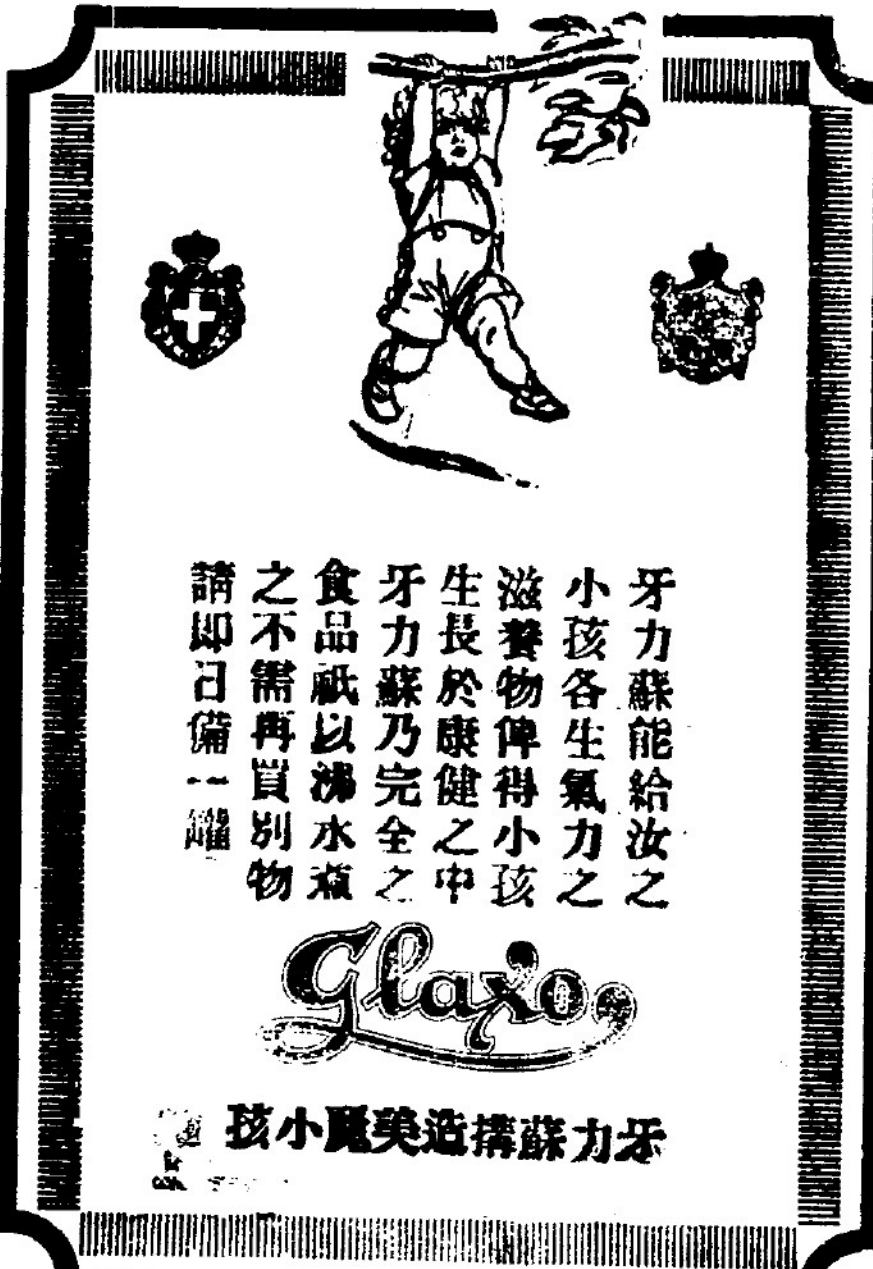 牙力蘇能給汝之
小孩各生氣力之
滋養物俾得小孩
生長於康健之中
牙力蘇乃完全之
食品祇以沸水煮
之不需再買別物
請即日備一罐
Glaxo
牙力蘇搆造美麗小孩